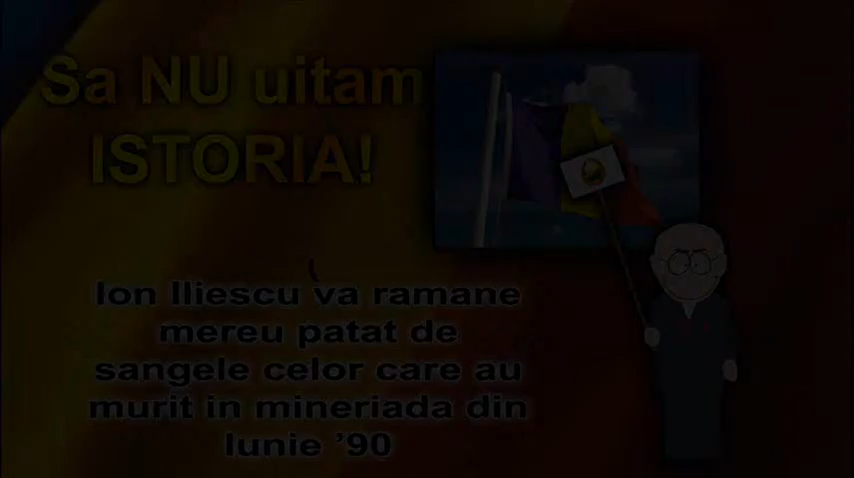 Sa NU uitam
ISTORIA!
Ion Iliescu va ramane
mereu patat de
sangele celor care au
murit in mineriada din
Iunie ’90